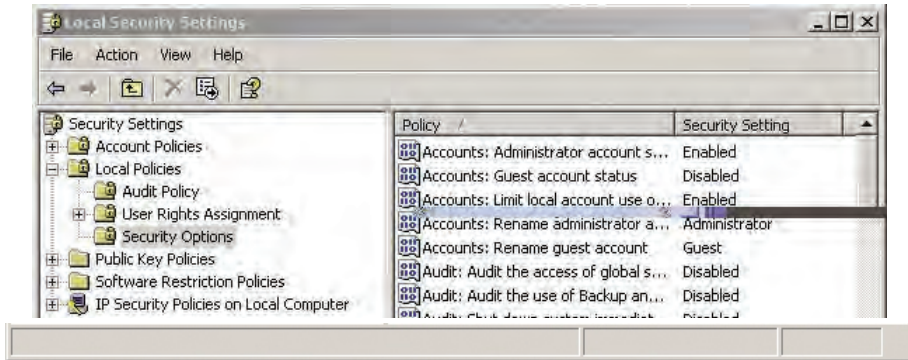 Local Security Settings
File Action View Help
Security Settings
Account Policies
Local Policies
Audit Policy
User Rights Assignment
Security Options
Public Key Policies
Software Restriction Policies
IP Security Policies on Local Computer
Policy Security Setting
Accounts: Administrator account s... Enabled
Accounts: Guest account status Disabled
Accounts: Limit local account use o... Enabled
Accounts: Rename administrator a... Administrator
Accounts: Rename guest account Guest
Audit: Audit the access of global s... Disabled
Audit: Audit the use of Backup an... Disabled